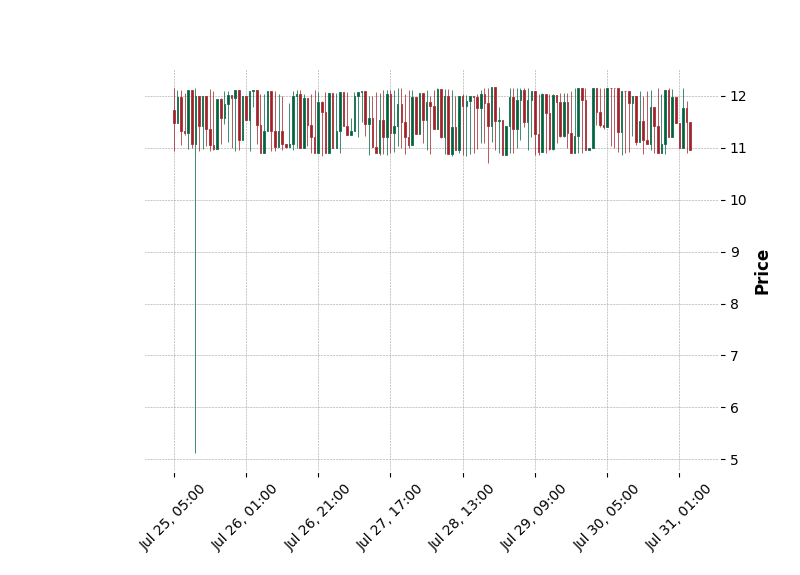 12
11
10
9
8
7
6
5
Price
Jul 25, 05:00
Jul 26, 01:00
Jul 26, 21:00
Jul 27, 17:00
Jul 28, 13:00
Jul 29, 09:00
Jul 30, 05:00
Jul 31, 01:00